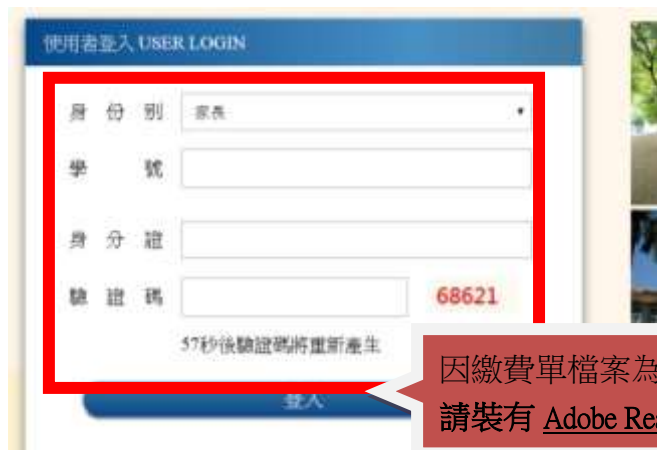 使用者登入 USER LOGIN
身份別 家長
學號
身分證
驗證碼 68621
57秒後驗證碼將重新產生
登入
因繳費單檔案為
請裝有 Adobe Rea